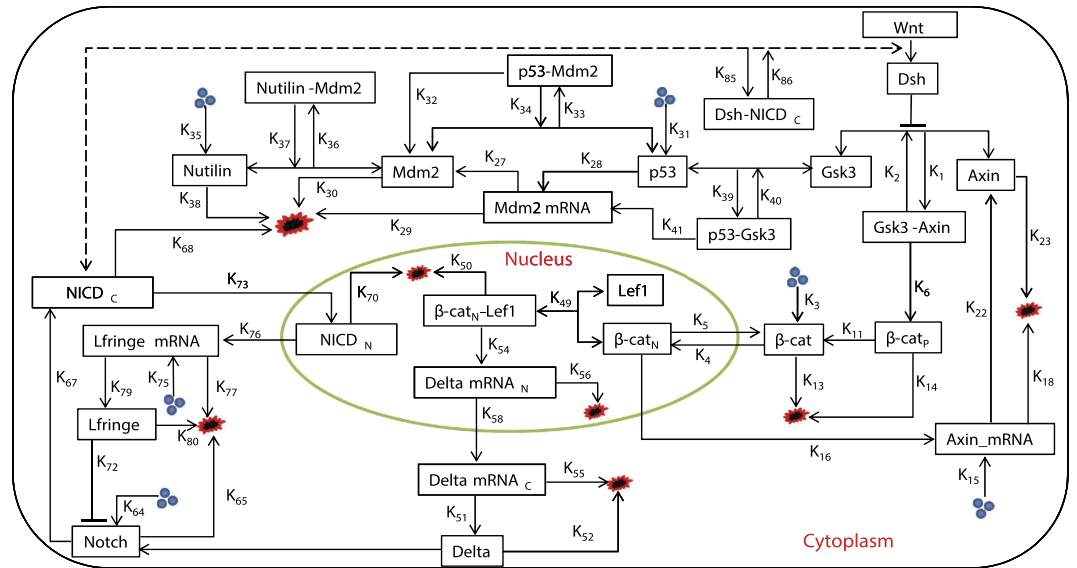 Wnt
Dsh
p53-Mdm2
Nutilin -Mdm2
K32
K34
K33
K85
K86
Dsh-NICD C
K35
K37
K36
K31
K27
K28
K2
K1
Nutilin
Mdm2
p53
Gsk3
Axin
K30
K38
K39
K40
Mdm2 mRNA
K29
K41
p53-Gsk3
Gsk3 -Axin
K23
K68
Nucleus
K50
K73
K70
NICD C
Lef1
K49
K3
K6
K22
β-catN–Lef1
K76
NICD N
K5
β-catN
K4
β-cat
K11
β-catP
Lfringe mRNA
K54
K67
K79
K75
K77
Delta mRNA N
K56
K13
K14
K18
Lfringe
K80
K58
K16
Axin_mRNA
K72
K15
Delta mRNA C
K55
K65
K64
K51
K52
Notch
Delta
Cytoplasm